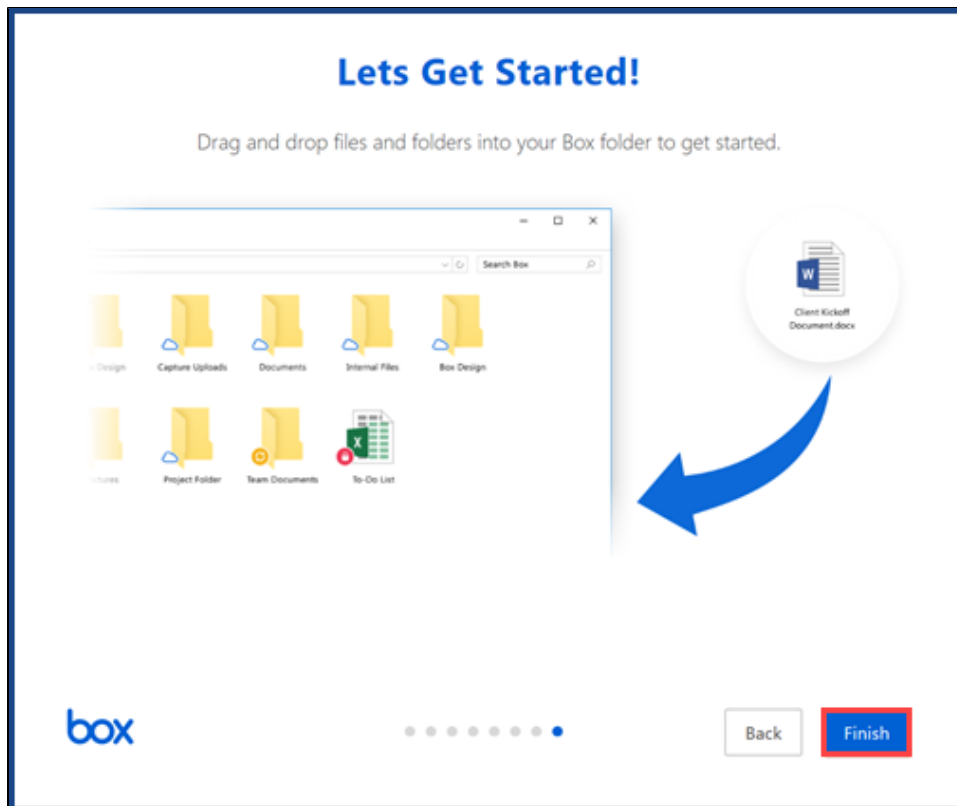 Lets Get Started!
Drag and drop files and folders into your Box folder to get started.
Search Box
Client Kickoff
Document.docx
Design Capture Uploads Documents Internal Files Box Design
Project Folder Team Documents To-Do List
box
Back Finish